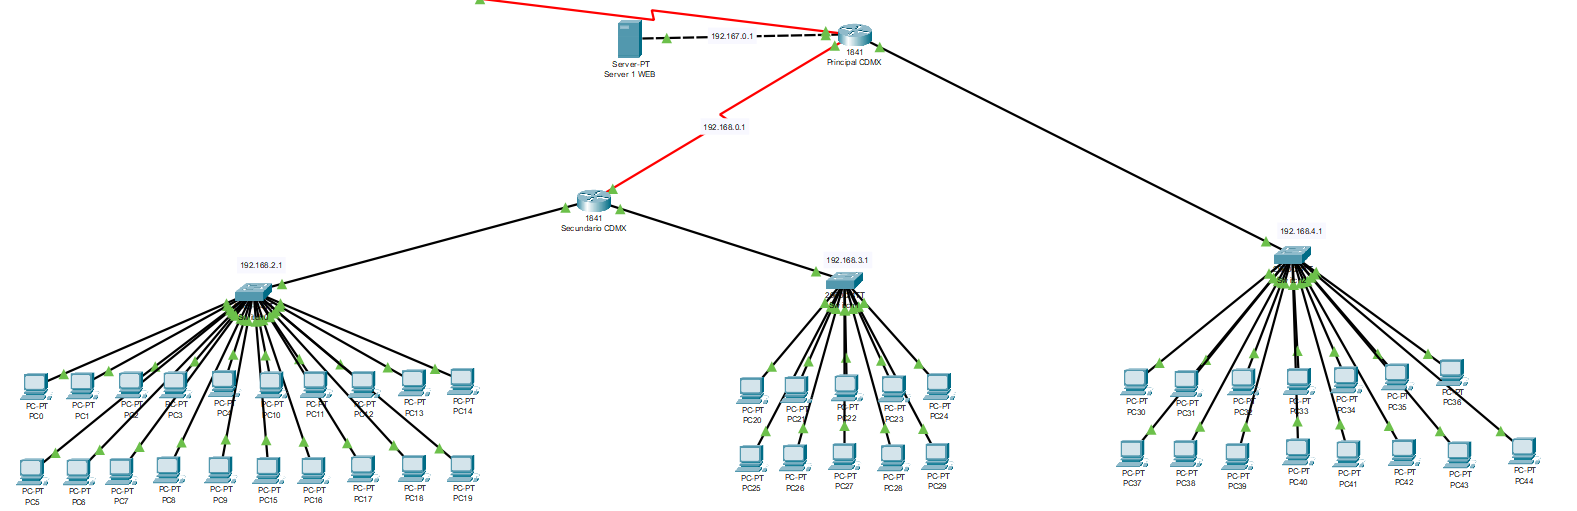 192.167.0.1
Server-PT
Server 1 WEB
1841
Principal CDMX
192.168.0.1
1841
Secundario CDMX
192.168.2.1
192.168.3.1
192.168.4.1
PC-PT
PC0
PC-PT
PC1
PC-PT
PC2
PC-PT
PC3
PC-PT
PC4
PC-PT
PC10
PC-PT
PC11
PC-PT
PC12
PC-PT
PC13
PC-PT
PC14
PC-PT
PC5
PC-PT
PC6
PC-PT
PC7
PC-PT
PC8
PC-PT
PC9
PC-PT
PC15
PC-PT
PC16
PC-PT
PC17
PC-PT
PC18
PC-PT
PC19
PC-PT
PC20
PC-PT
PC21
PC-PT
PC22
PC-PT
PC23
PC-PT
PC24
PC-PT
PC25
PC-PT
PC26
PC-PT
PC27
PC-PT
PC28
PC-PT
PC29
PC-PT
PC30
PC-PT
PC31
PC-PT
PC32
PC-PT
PC33
PC-PT
PC34
PC-PT
PC35
PC-PT
PC36
PC-PT
PC37
PC-PT
PC38
PC-PT
PC39
PC-PT
PC40
PC-PT
PC41
PC-PT
PC42
PC-PT
PC43
PC-PT
PC44